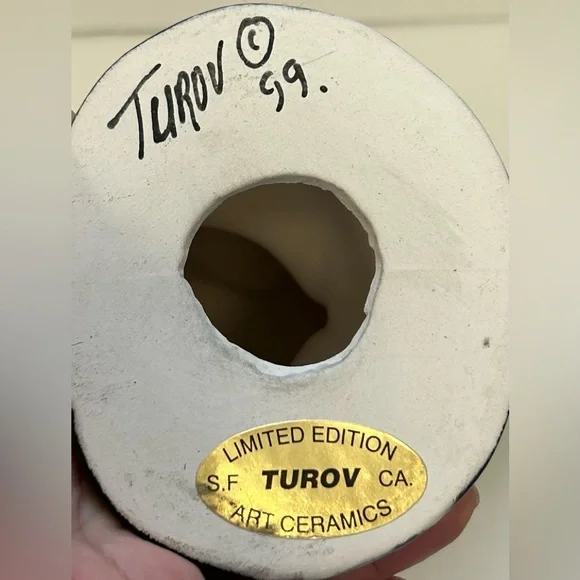 TUROV ©
99.
LIMITED EDITION
S.F. TUROV CA.
ART CERAMICS